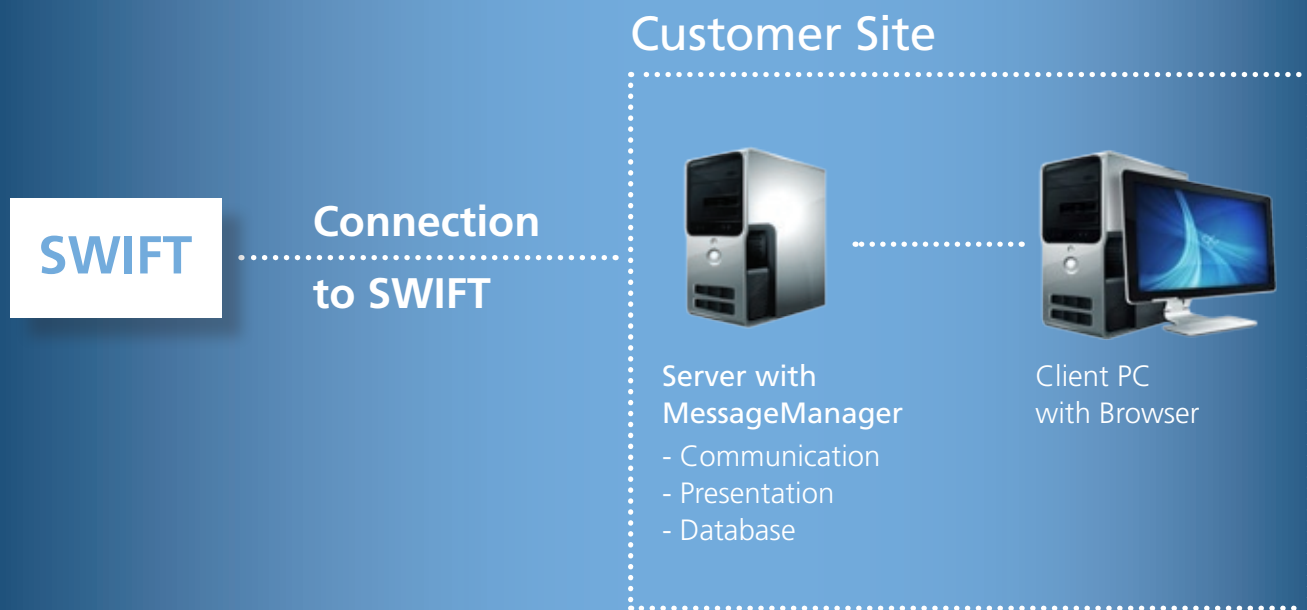 Customer Site
SWIFT
Connection
to SWIFT
Server with
MessageManager
- Communication
- Presentation
- Database
Client PC
with Browser